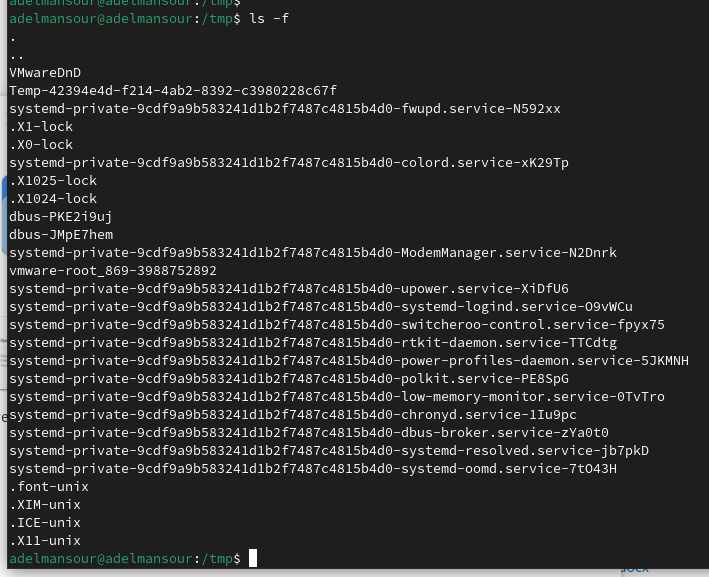 adelmansour@adelmansour:/tmp$
adelmansour@adelmansour:/tmp$ ls -f
.
..
VMwareDnD
Temp-42394e4d-f214-4ab2-8392-c3980228c67f
systemd-private-9cdf9a9b583241d1b2f7487c4815b4d0-fwupd.service-N592xx
.X1-lock
.X0-lock
systemd-private-9cdf9a9b583241d1b2f7487c4815b4d0-colord.service-xK29Tp
.X1025-lock
.X1024-lock
dbus-PKE2i9uj
dbus-JMpE7hem
systemd-private-9cdf9a9b583241d1b2f7487c4815b4d0-ModemManager.service-N2Dnrk
vmware-root_869-3988752892
systemd-private-9cdf9a9b583241d1b2f7487c4815b4d0-upower.service-XiDfU6
systemd-private-9cdf9a9b583241d1b2f7487c4815b4d0-systemd-logind.service-O9vWCu
systemd-private-9cdf9a9b583241d1b2f7487c4815b4d0-switcheroo-control.service-fpyx75
systemd-private-9cdf9a9b583241d1b2f7487c4815b4d0-rtkit-daemon.service-TTCdtg
systemd-private-9cdf9a9b583241d1b2f7487c4815b4d0-power-profiles-daemon.service-5JKMNH
systemd-private-9cdf9a9b583241d1b2f7487c4815b4d0-polkit.service-PE8SpG
systemd-private-9cdf9a9b583241d1b2f7487c4815b4d0-low-memory-monitor.service-0TvTro
systemd-private-9cdf9a9b583241d1b2f7487c4815b4d0-chronyd.service-1Iu9pc
systemd-private-9cdf9a9b583241d1b2f7487c4815b4d0-dbus-broker.service-zYa0t0
systemd-private-9cdf9a9b583241d1b2f7487c4815b4d0-systemd-resolved.service-jb7pkD
systemd-private-9cdf9a9b583241d1b2f7487c4815b4d0-systemd-oomd.service-7tO43H
.font-unix
.XIM-unix
.ICE-unix
.X11-unix
adelmansour@adelmansour:/tmp$